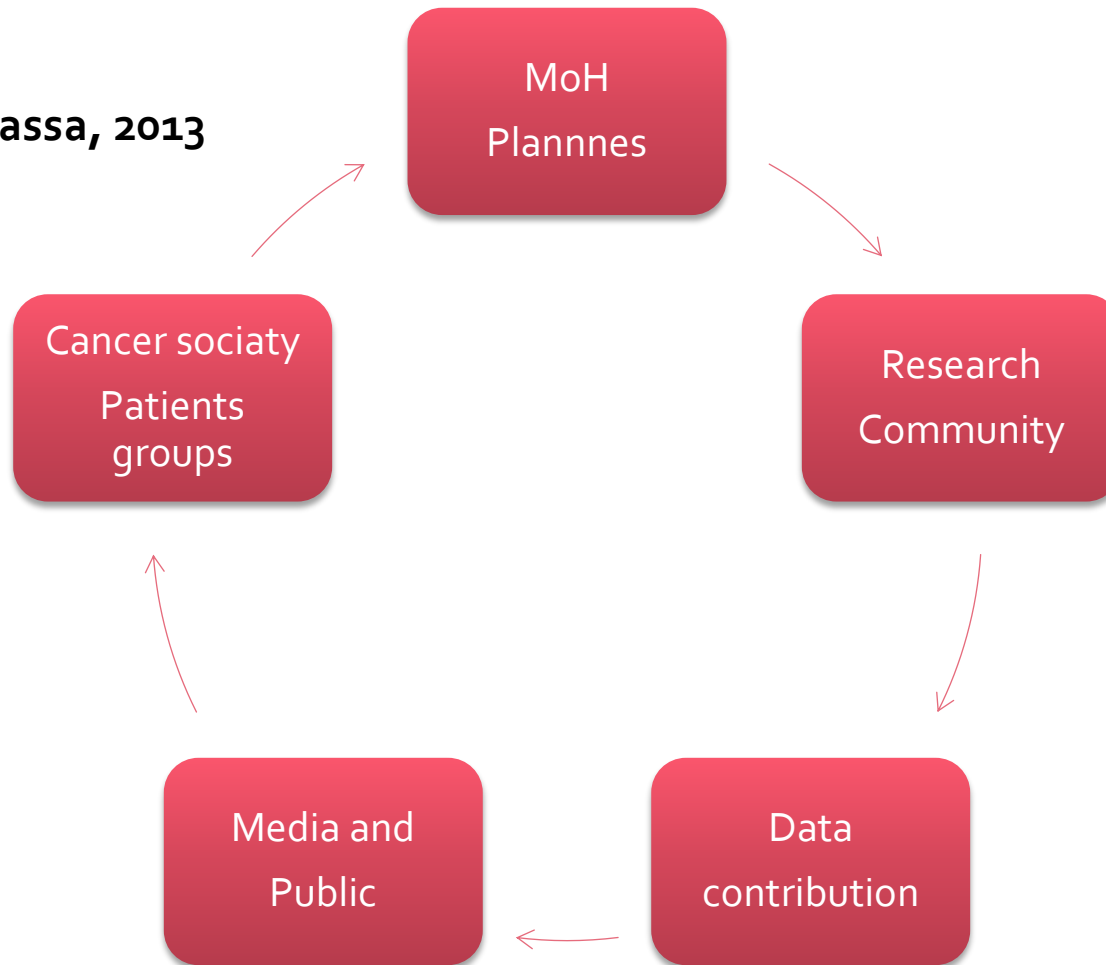 assa, 2013
MoH
Plannnes
Research
Community
Data
contribution
Media and
Public
Cancer sociaty
Patients
groups